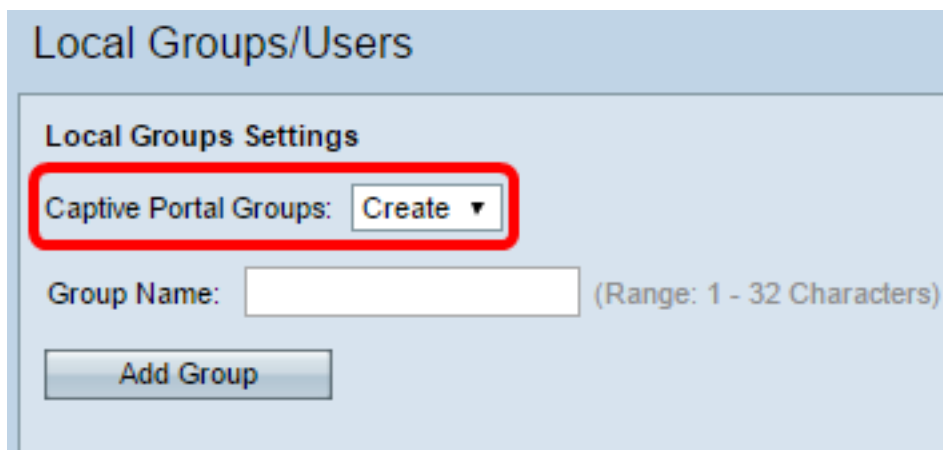 Local Groups/Users
Local Groups Settings
Captive Portal Groups: Create ▼
Group Name: (Range: 1 - 32 Characters)
Add Group